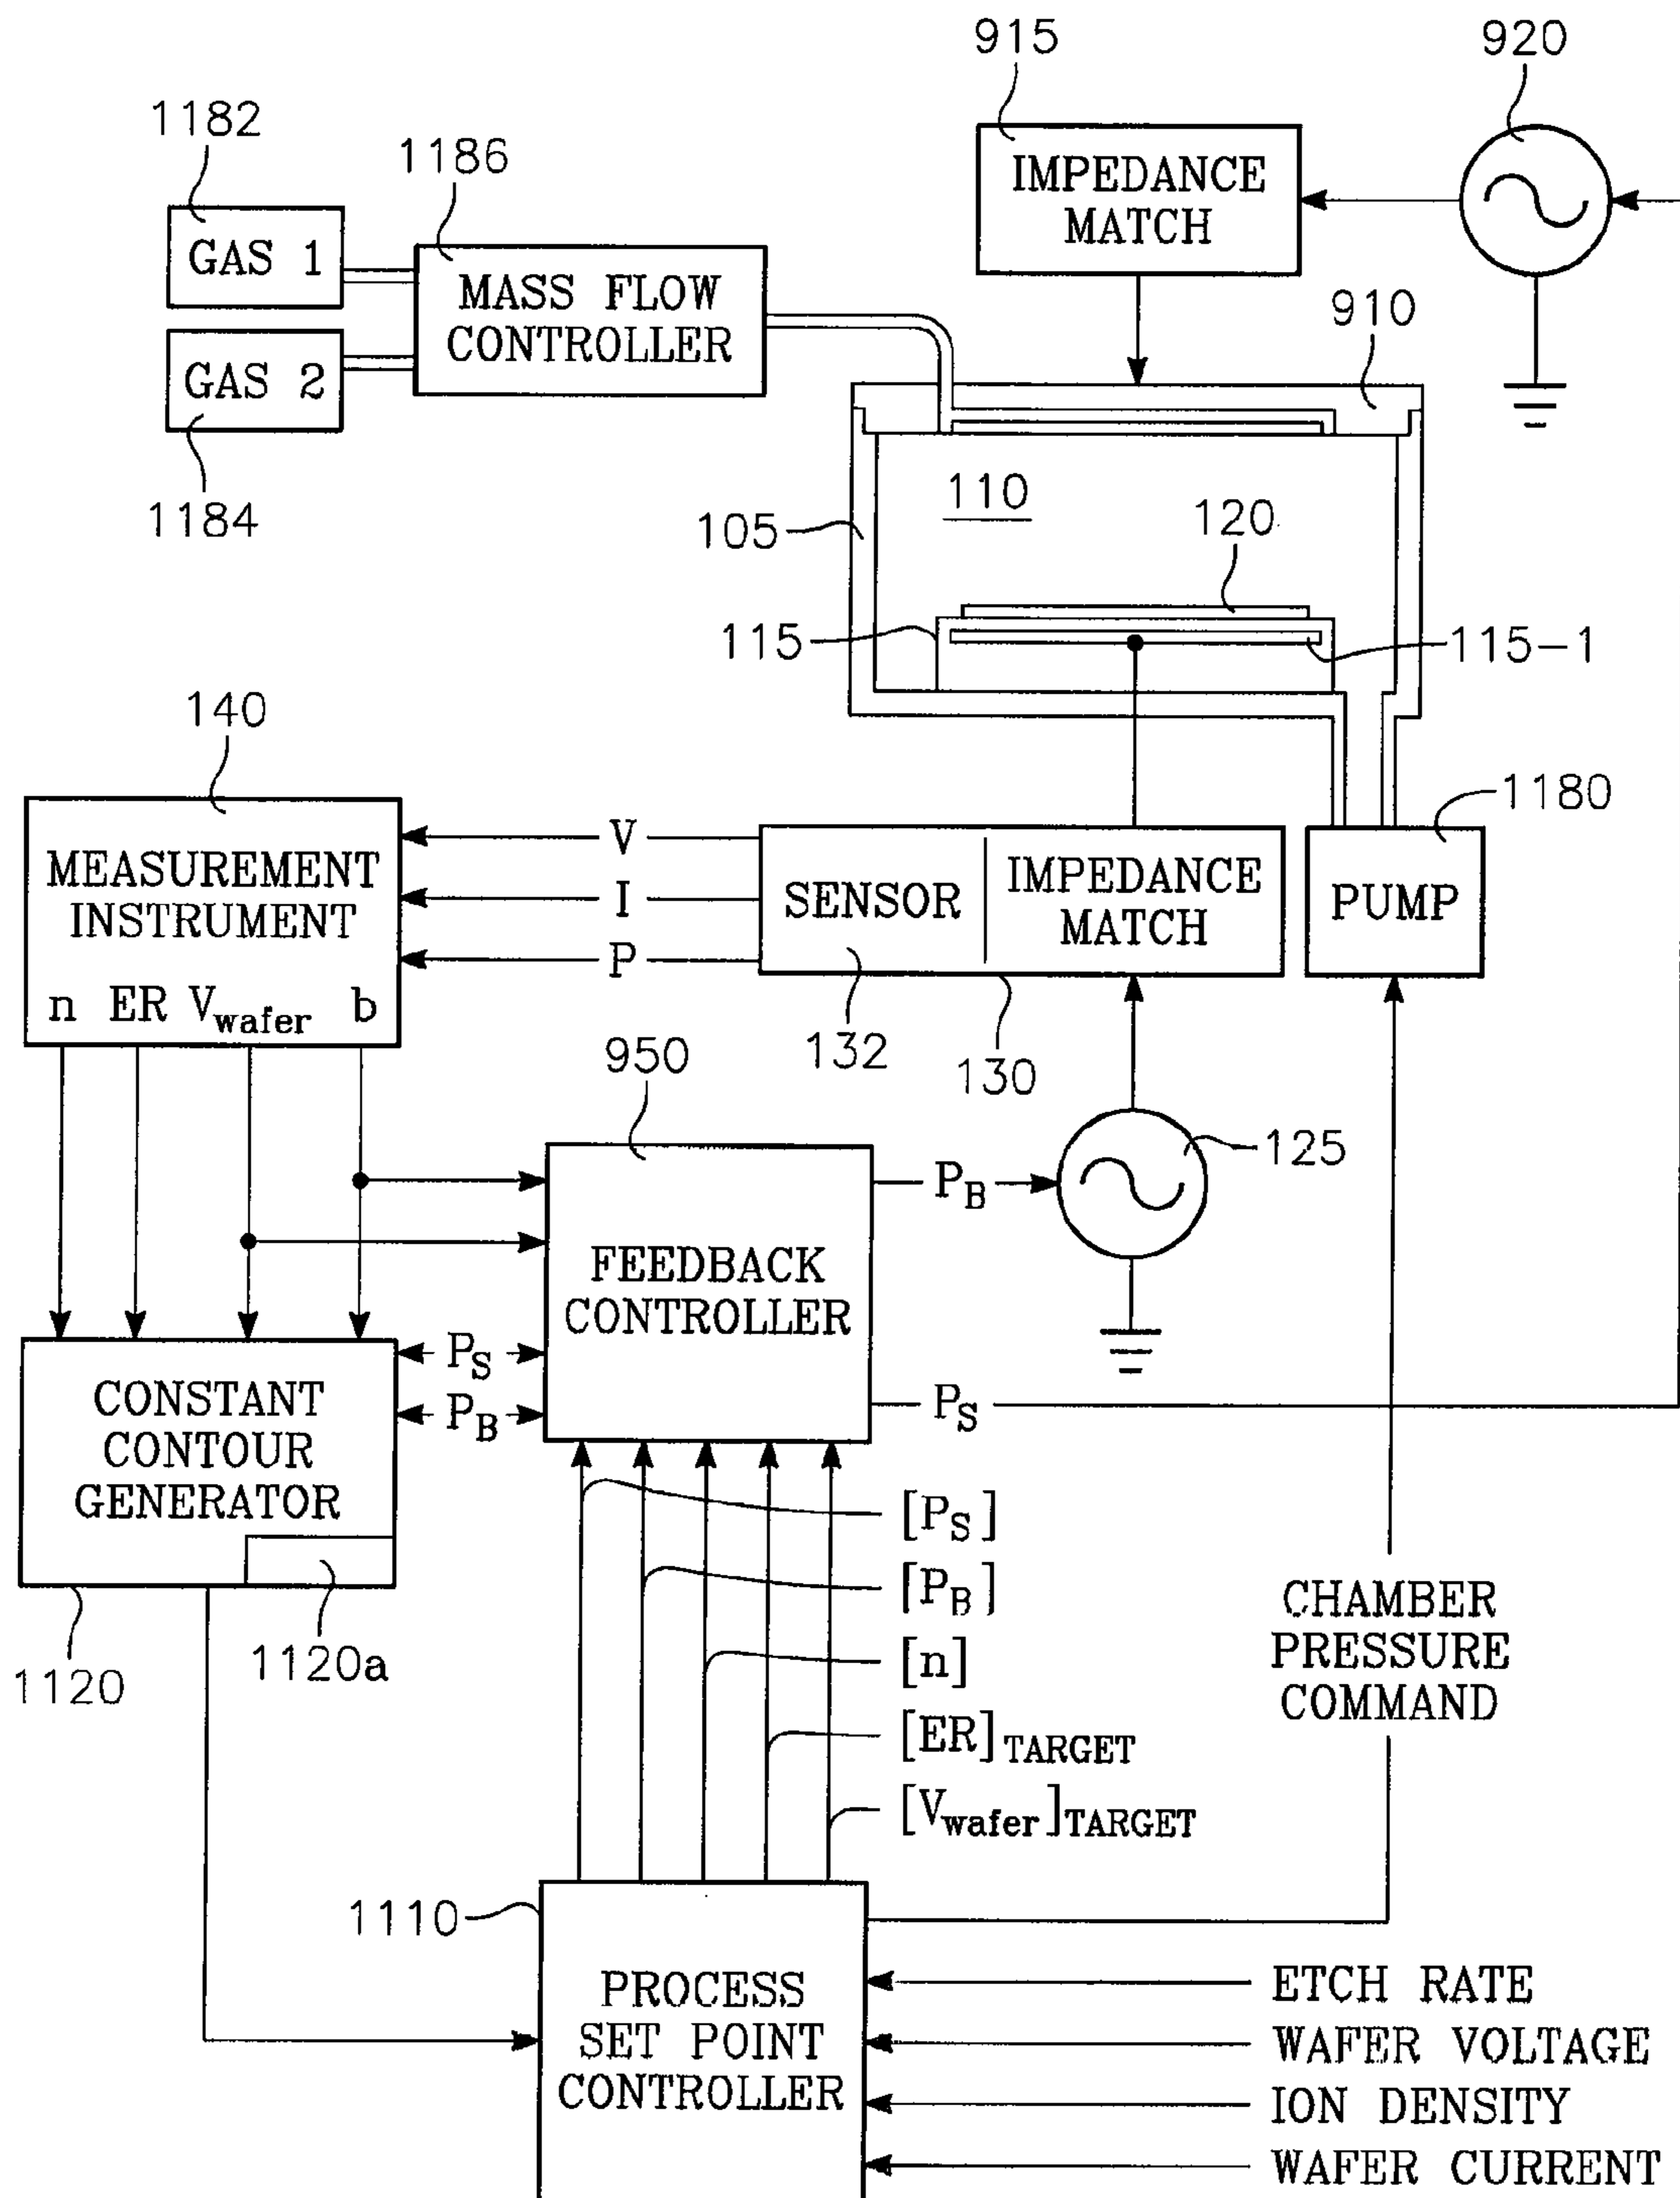 915
920
1182
1186
IMPEDANCE
MATCH
GAS 1
MASS FLOW
CONTROLLER
910
GAS 2
1184
110
105
120
115
115-1
140
1180
MEASUREMENT
INSTRUMENT
V
I
P
SENSOR
IMPEDANCE
MATCH
PUMP
n ER Vwafer b
132
130
950
125
PB
FEEDBACK
CONTROLLER
PS
PB
PS
CONSTANT
CONTOUR
GENERATOR
1120
1120a
[PS]
[PB]
[n]
[ER]TARGET
[Vwafer]TARGET
CHAMBER
PRESSURE
COMMAND
1110
PROCESS
SET POINT
CONTROLLER
ETCH RATE
WAFER VOLTAGE
ION DENSITY
WAFER CURRENT